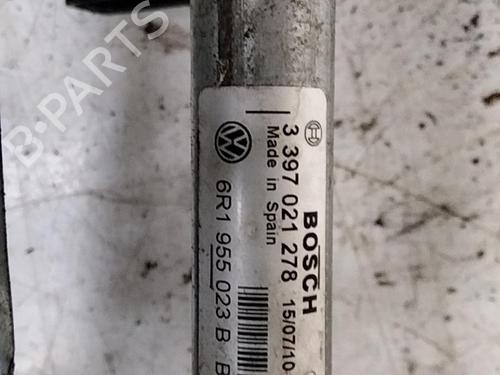 B-PARTS
BOSCH
3 397 021 278 15/07/10
Made in Spain
6R1 955 023 B